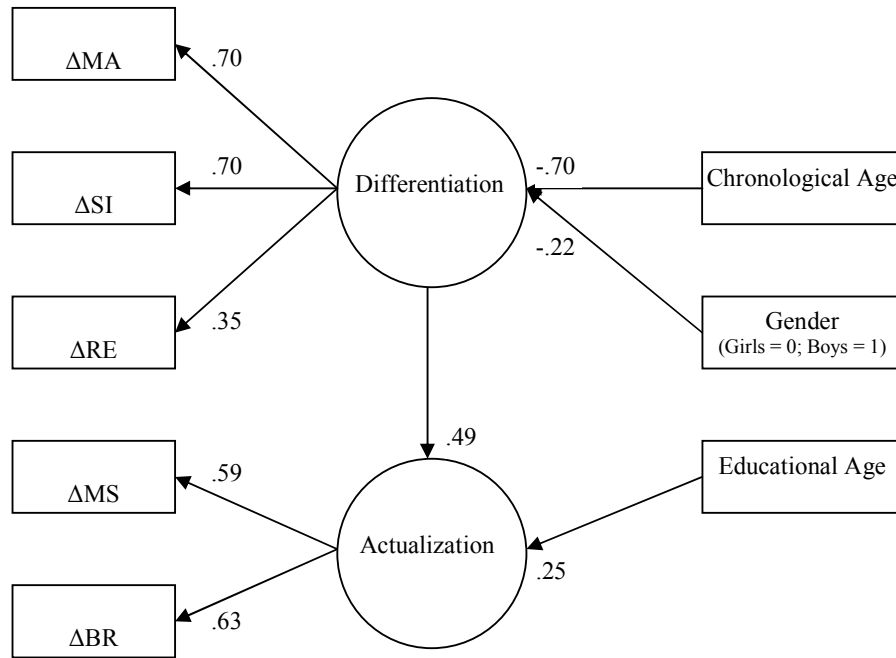 ΔMA
.70
ΔSI
.70
Differentiation
-.70
Chronological Age
-.22
ΔRE
.35
Gender
(Girls = 0; Boys = 1)
.49
ΔMS
.59
Educational Age
Actualization
.25
ΔBR
.63